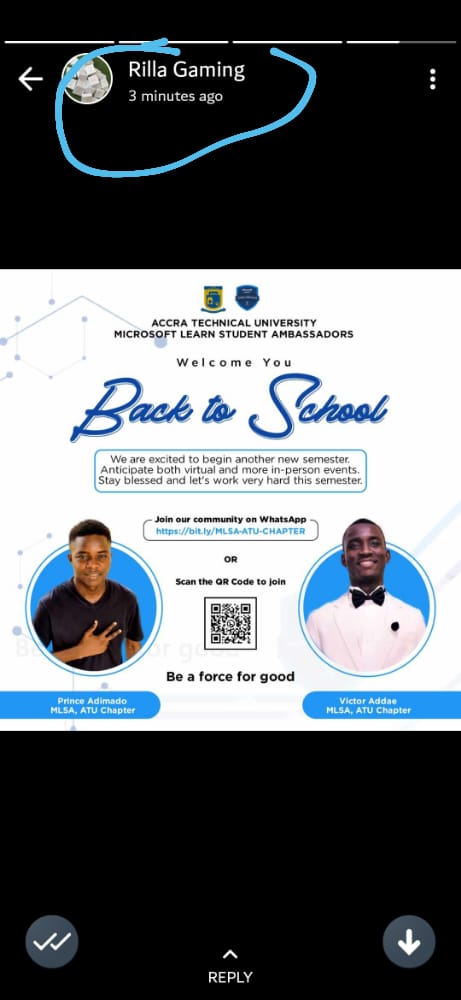 Rilla Gaming
3 minutes ago
ACCRA TECHNICAL UNIVERSITY
MICROSOFT LEARN STUDENT AMBASSADORS
Welcome You
Back to School
We are excited to begin another new semester.
Anticipate both virtual and more in-person events.
Stay blessed and let's work very hard this semester.
Join our community on WhatsApp
https://bit.ly/MLSA-ATU-CHAPTER
OR
Scan the QR Code to join
Be a force for good
Prince Adimado
MLSA, ATU Chapter
Victor Addae
MLSA, ATU Chapter
REPLY